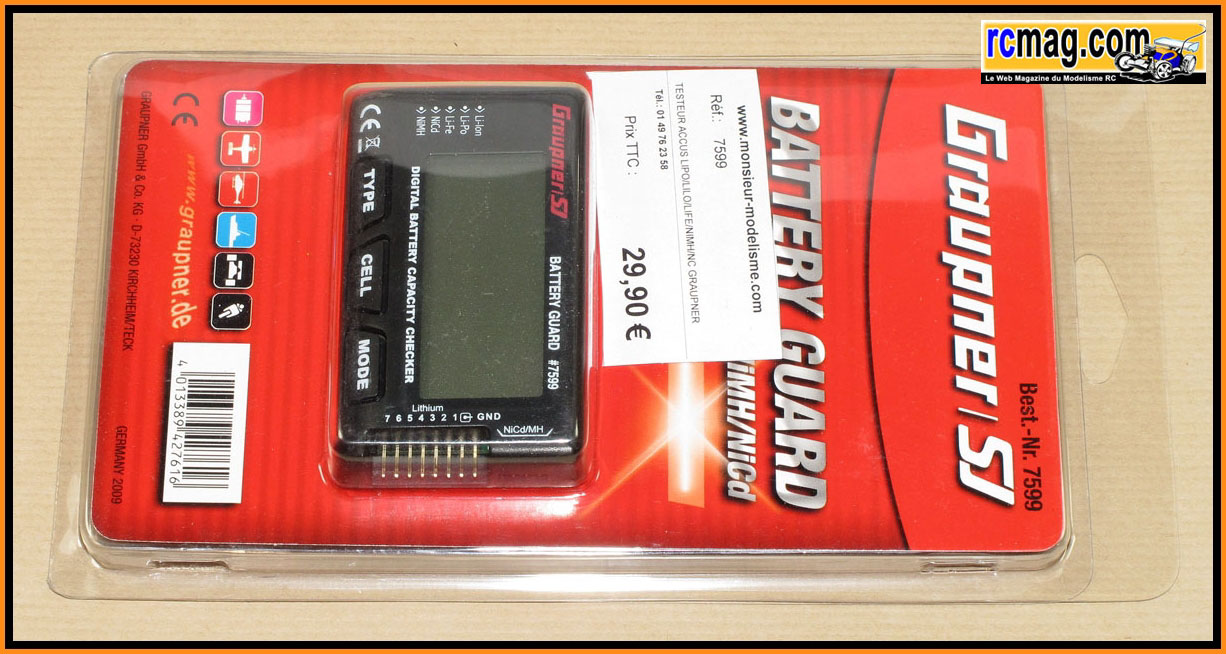 rcmag.com
Le Web Magazine du Modelisme RC
Graupner|SJ
Best.-Nr. 7599
BATTERY GUARD
iMH/NiCd
www.monsieur-modelisme.com
Réf.: 7599
TESTEUR ACCUS LIPO/LILO/LIFE/NIMH/NC GRAUPNER
Tél.: 01 49 76 23 58
Prix TTC : 29,90 €
Graupner|SJ BATTERY GUARD #7599
Li-Ion
Li-Po
Li-Fe
NiCd
NiMH
DIGITAL BATTERY CAPACITY CHECKER
CE
TYPE CELL MODE
Lithium
7 6 5 4 3 2 1 GND
NiCd/MH
CE
www.graupner.de
GRAUPNER GmbH & Co. KG - D-73230 KIRCHHEIM/TECK
GERMANY 2009
4 013389 427616